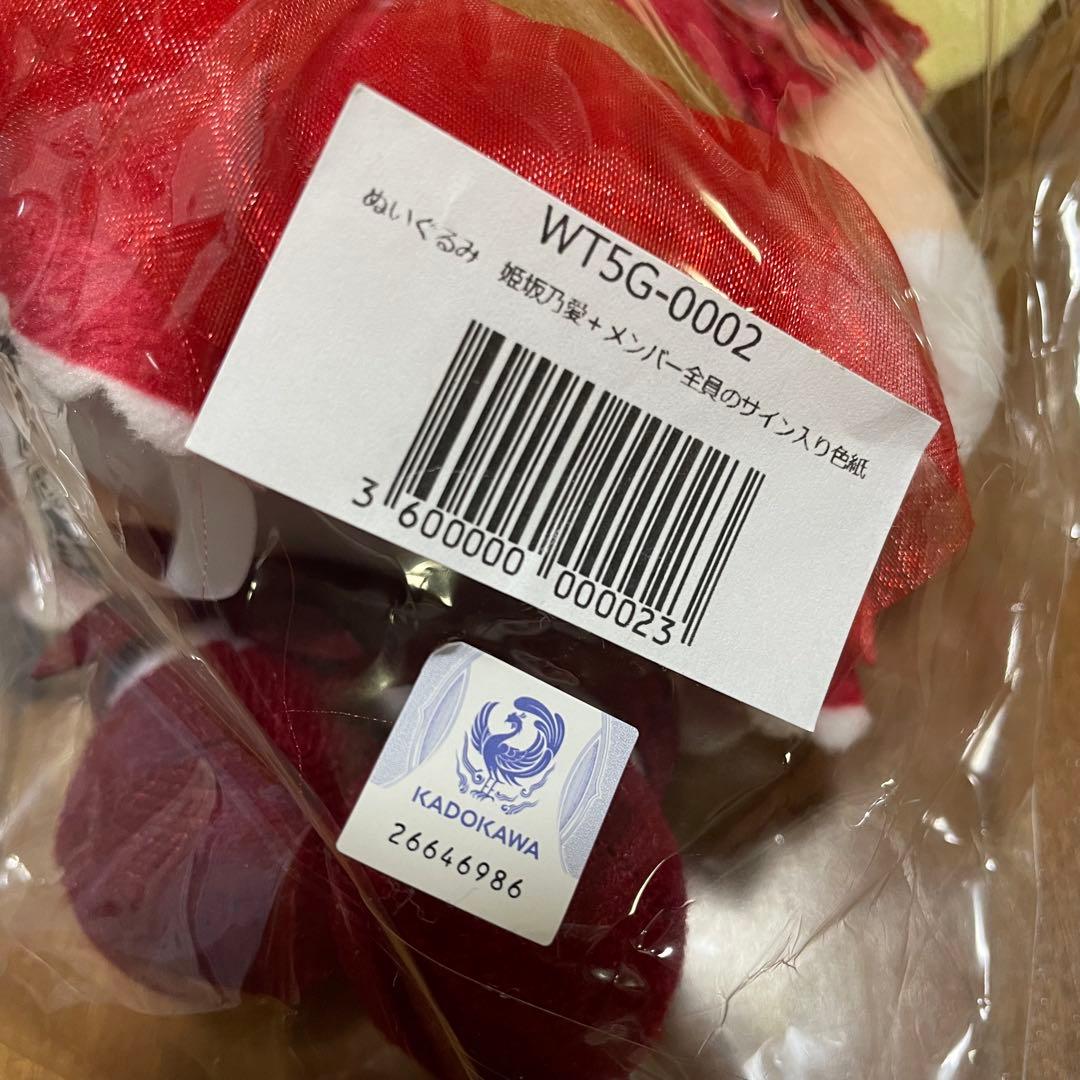 WT5G-0002
ぬいぐるみ　姫坂乃愛+メンバー全員のサイン入り色紙
3 600000 000023
KADOKAWA
26646986